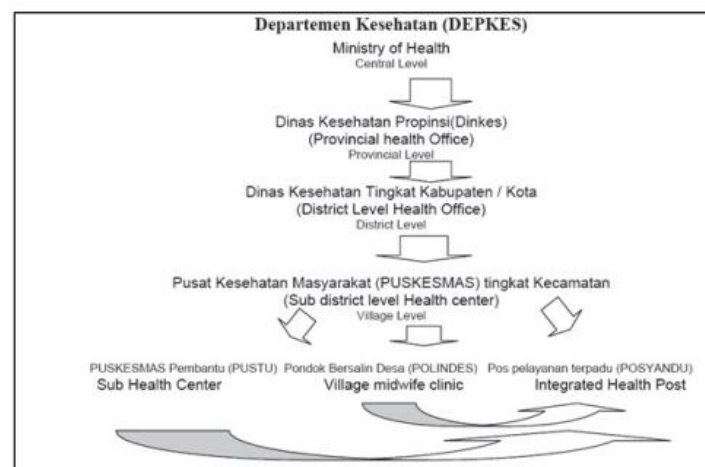 Departemen Kesehatan (DEPKES)
Ministry of Health
Central Level
Dinas Kesehatan Propinsi(Dinkes)
(Provincial health Office)
Provincial Level
Dinas Kesehatan Tingkat Kabupaten / Kota
(District Level Health Office)
District Level
Pusat Kesehatan Masyarakat (PUSKESMAS) tingkat Kecamatan
(Sub district level Health center)
Village Level
PUSKESMAS Pembantu (PUSTU)
Sub Health Center
Pondok Bersalin Desa (POLINDES)
Village midwife clinic
Pos pelayanan terpadu (POSYANDU)
Integrated Health Post